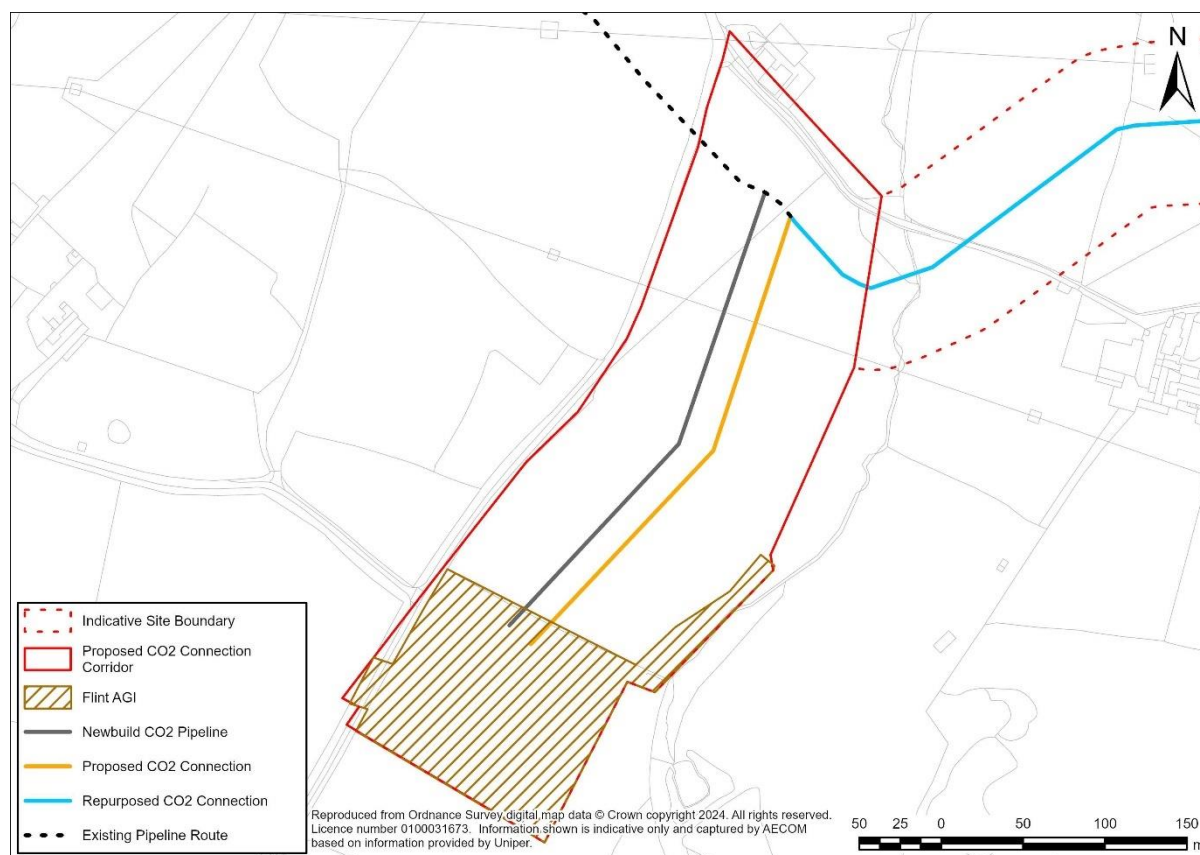 N
Indicative Site Boundary
Proposed CO2 Connection
Corridor
Flint AGI
Newbuild CO2 Pipeline
Proposed CO2 Connection
Repurposed CO2 Connection
Existing Pipeline Route
Reproduced from Ordnance Survey digital map data © Crown copyright 2024. All rights reserved.
Licence number 0100031673. Information shown is indicative only and captured by AECOM
based on information provided by Uniper.
50 25 0 50 100 150
m